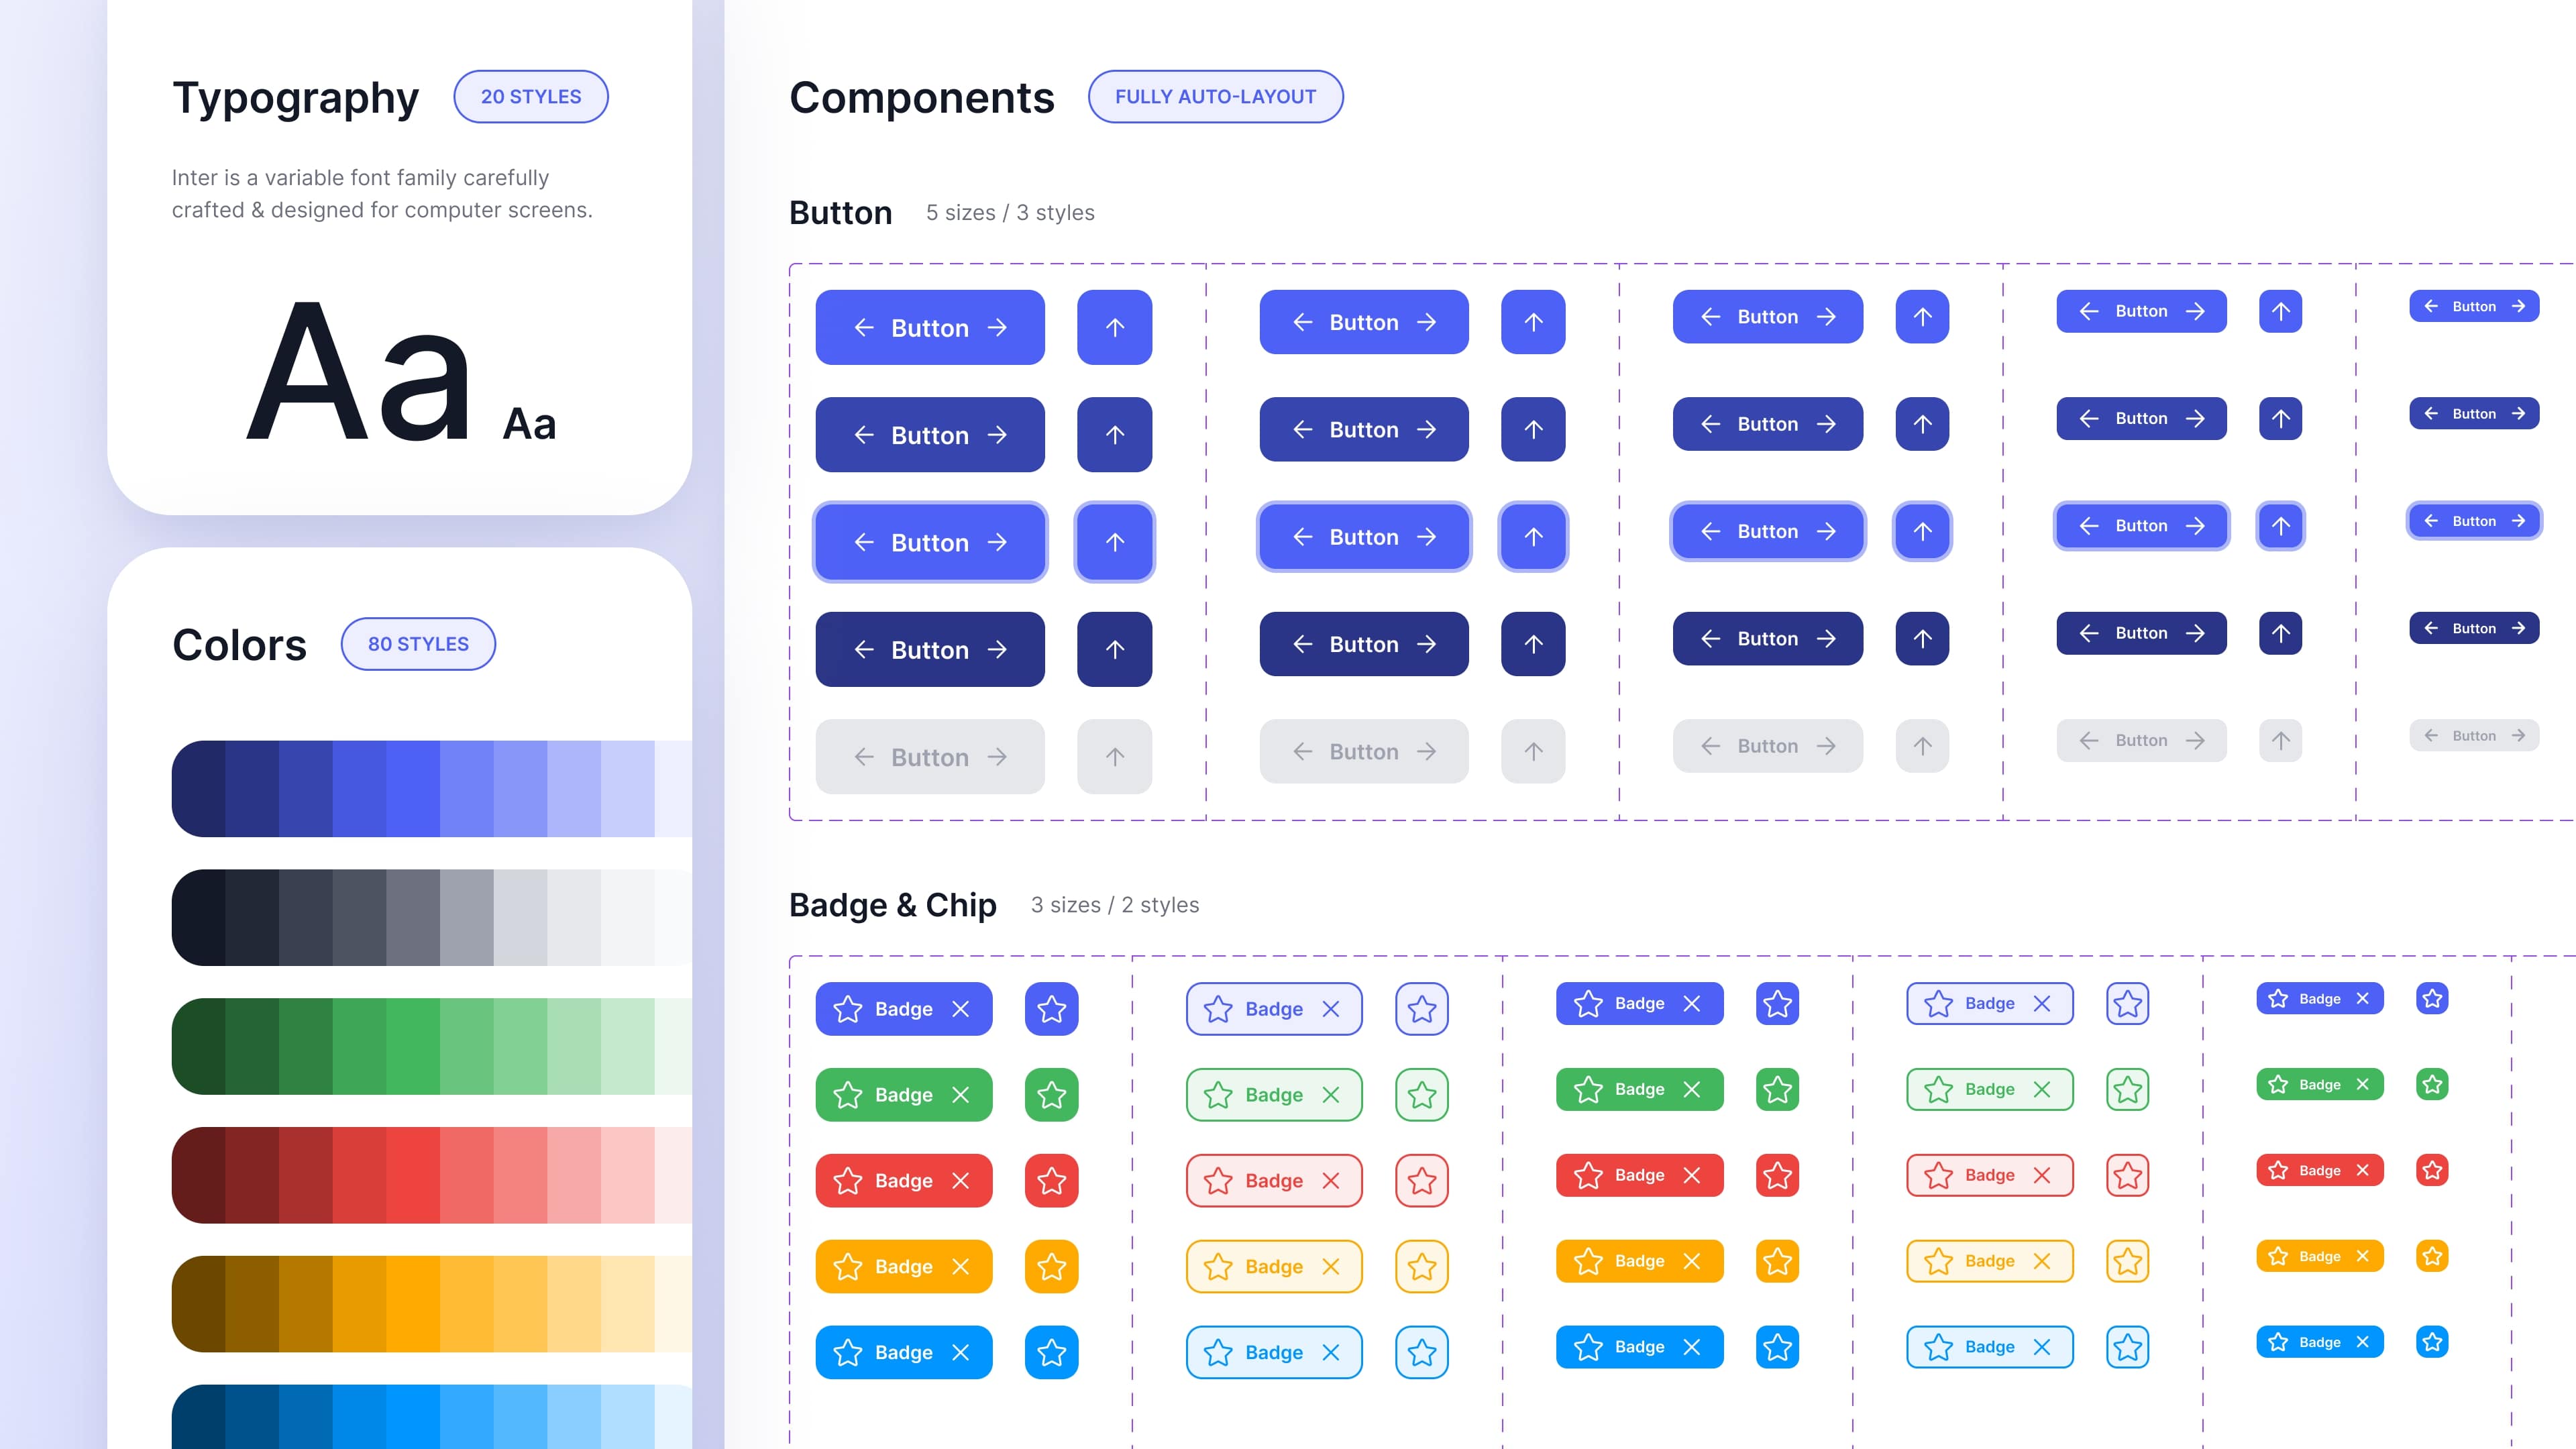 Typography
20 STYLES
Inter is a variable font family carefully
crafted & designed for computer screens.
Aa Aa
Colors
80 STYLES
Components
FULLY AUTO-LAYOUT
Button
5 sizes / 3 styles
Button Button Button Button Button
Button Button Button Button Button
Button Button Button Button Button
Button Button Button Button Button
Button Button Button Button Button
Badge & Chip
3 sizes / 2 styles
Badge Badge Badge Badge Badge
Badge Badge Badge Badge Badge
Badge Badge Badge Badge Badge
Badge Badge Badge Badge Badge
Badge Badge Badge Badge Badge